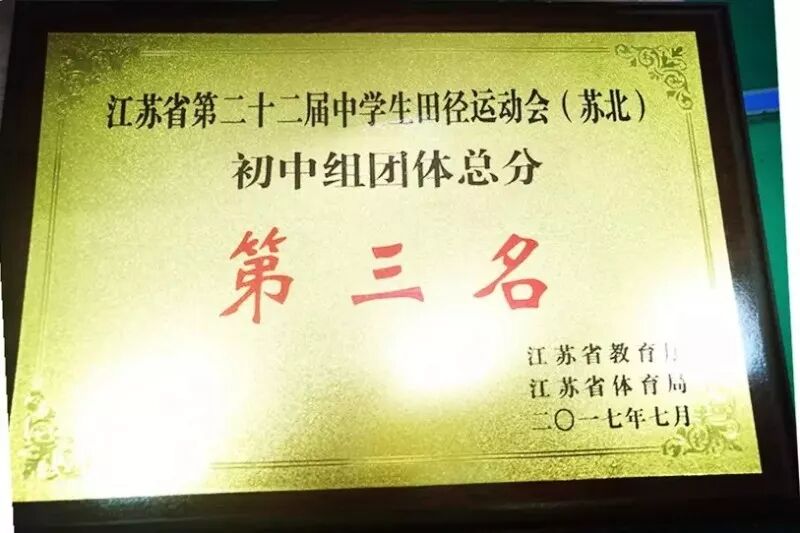 江苏省第二十二届中学生田径运动会（苏北）
初中组团体总分
第三名
江苏省教育
江苏省体育局
二〇一七年七月